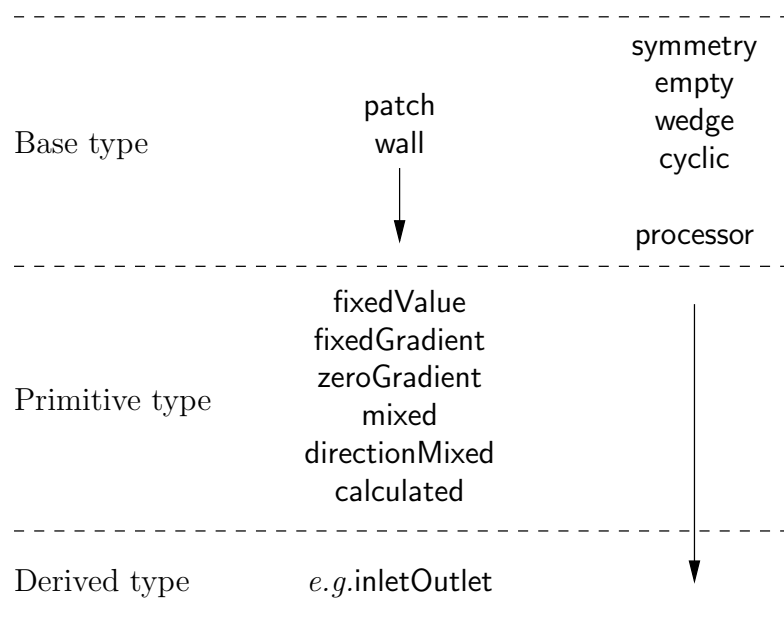 Base type
patch
wall
symmetry
empty
wedge
cyclic
processor
Primitive type
fixedValue
fixedGradient
zeroGradient
mixed
directionMixed
calculated
Derived type
e.g.inletOutlet